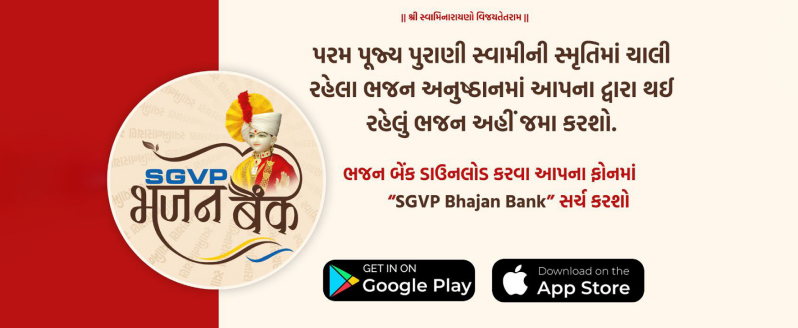 || શ્રી સ્વામિનારાયણો વિજયતેતરામ ||
પરમ પૂજ્ય પુરાણી સ્વામીની સ્મૃતિમાં ચાલી
રહેલા ભજન અનુષ્ઠાનમાં આપના દ્વારા થઈ
રહેલું ભજન અહીં જમા કરશો.
SGVP
भजन बैंक
ભજન બેંક ડાઉનલોડ કરવા આપના ફોનમાં
“SGVP Bhajan Bank” સર્ચ કરશો
GET IN ON
Google Play
Download on the
App Store